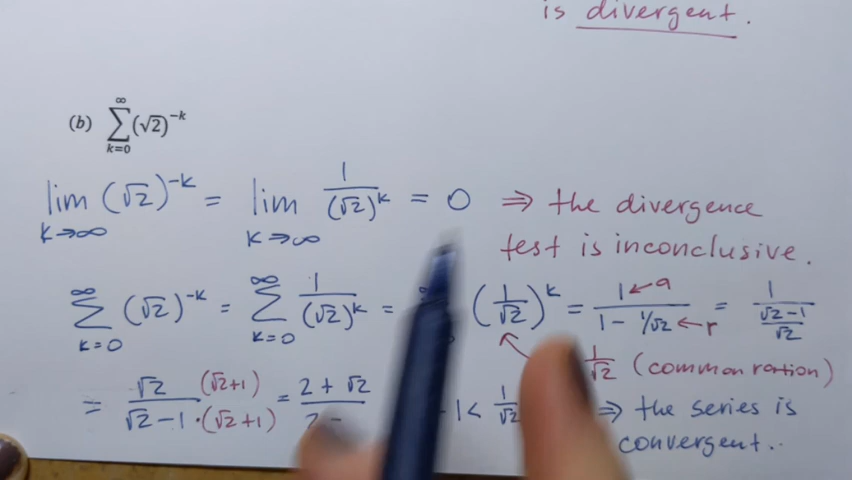 is divergent.
(b) ∑_{k=0}^{∞} (√2)^{-k}
lim_{k→∞} (√2)^{-k} = lim_{k→∞} 1/(√2)^k = 0 ⇒ the divergence
test is inconclusive.
∑_{k=0}^{∞} (√2)^{-k} = ∑_{k=0}^{∞} 1/(√2)^k = (1/√2)^k = 1 ← a / 1 - 1/√2 ← r = 1/((√2-1)/√2)
1/√2 (common ration)
= √2 (√2+1) / √2-1 · (√2+1) = 2+√2 / 1 < 1/√2 ⇒ the series is
convergent.